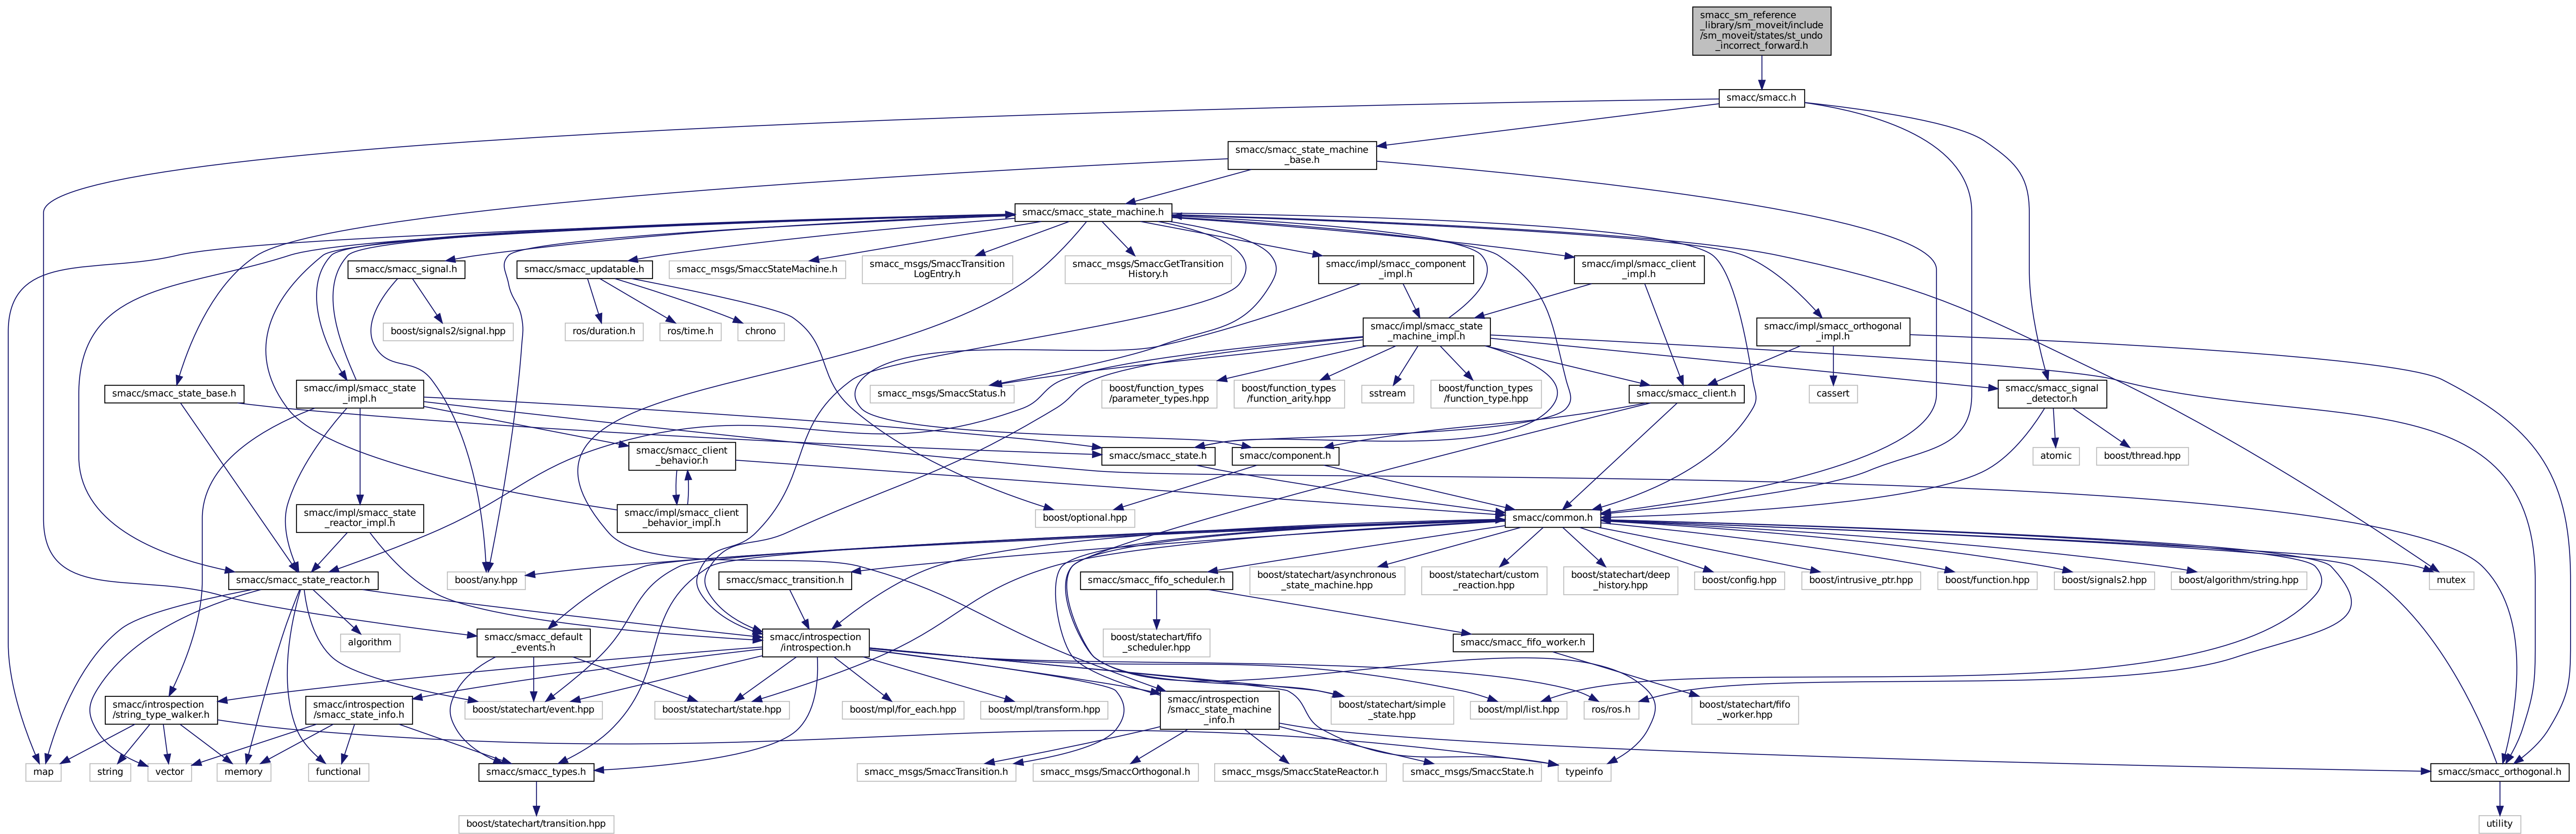 smacc_sm_reference
_library/sm_moveit/include
/sm_moveit/states/st_undo
_incorrect_forward.h
smacc/smacc.h
smacc/smacc_state_machine
_base.h
smacc/smacc_state_machine.h
smacc/smacc_signal.h
smacc/smacc_updatable.h
smacc_msgs/SmaccStateMachine.h
smacc_msgs/SmaccTransition
LogEntry.h
smacc_msgs/SmaccGetTransition
History.h
smacc/impl/smacc_component
_impl.h
smacc/impl/smacc_client
_impl.h
boost/signals2/signal.hpp
ros/duration.h
ros/time.h
chrono
smacc/impl/smacc_state
_machine_impl.h
smacc/impl/smacc_orthogonal
_impl.h
smacc/smacc_state_base.h
smacc/impl/smacc_state
_impl.h
smacc_msgs/SmaccStatus.h
boost/function_types
/parameter_types.hpp
boost/function_types
/function_arity.hpp
sstream
boost/function_types
/function_type.hpp
smacc/smacc_client.h
cassert
smacc/smacc_signal
_detector.h
smacc/smacc_client
_behavior.h
smacc/smacc_state.h
smacc/component.h
atomic
boost/thread.hpp
smacc/impl/smacc_state
_reactor_impl.h
smacc/impl/smacc_client
_behavior_impl.h
boost/optional.hpp
smacc/common.h
smacc/smacc_state_reactor.h
boost/any.hpp
smacc/smacc_transition.h
smacc/smacc_fifo_scheduler.h
boost/statechart/asynchronous
_state_machine.hpp
boost/statechart/custom
_reaction.hpp
boost/statechart/deep
_history.hpp
boost/config.hpp
boost/intrusive_ptr.hpp
boost/function.hpp
boost/signals2.hpp
boost/algorithm/string.hpp
mutex
algorithm
smacc/smacc_default
_events.h
smacc/introspection
/introspection.h
boost/statechart/fifo
_scheduler.hpp
smacc/smacc_fifo_worker.h
smacc/introspection
/string_type_walker.h
smacc/introspection
/smacc_state_info.h
boost/statechart/event.hpp
boost/statechart/state.hpp
boost/mpl/for_each.hpp
boost/mpl/transform.hpp
smacc/introspection
/smacc_state_machine
_info.h
boost/statechart/simple
_state.hpp
boost/mpl/list.hpp
ros/ros.h
boost/statechart/fifo
_worker.hpp
map
string
vector
memory
functional
smacc/smacc_types.h
smacc_msgs/SmaccTransition.h
smacc_msgs/SmaccOrthogonal.h
smacc_msgs/SmaccStateReactor.h
smacc_msgs/SmaccState.h
typeinfo
smacc/smacc_orthogonal.h
boost/statechart/transition.hpp
utility